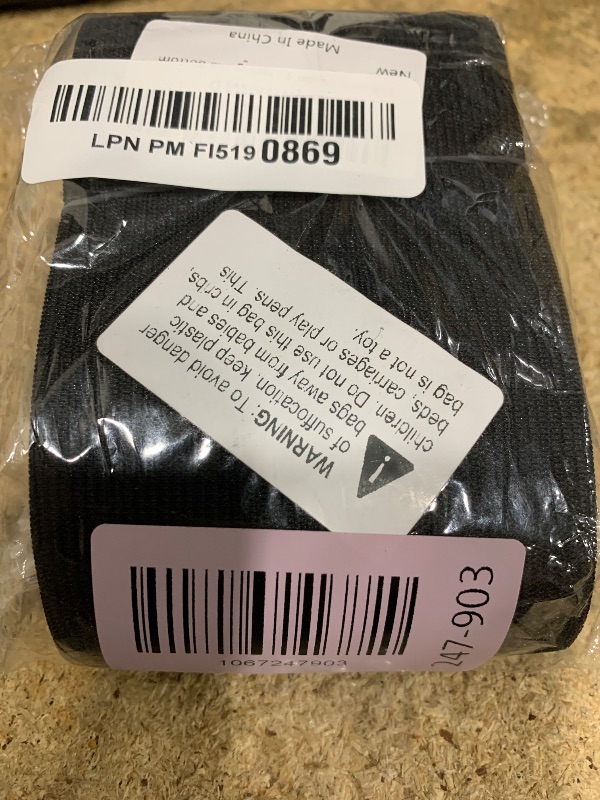 Made In China
New
LPN PM FI519 0869
WARNING: To avoid danger
of suffocation, keep plastic
bags away from babies and
children. Do not use this bag in cribs,
beds, carriages or play pens. This
bag is not a toy.
1067247903
247-903